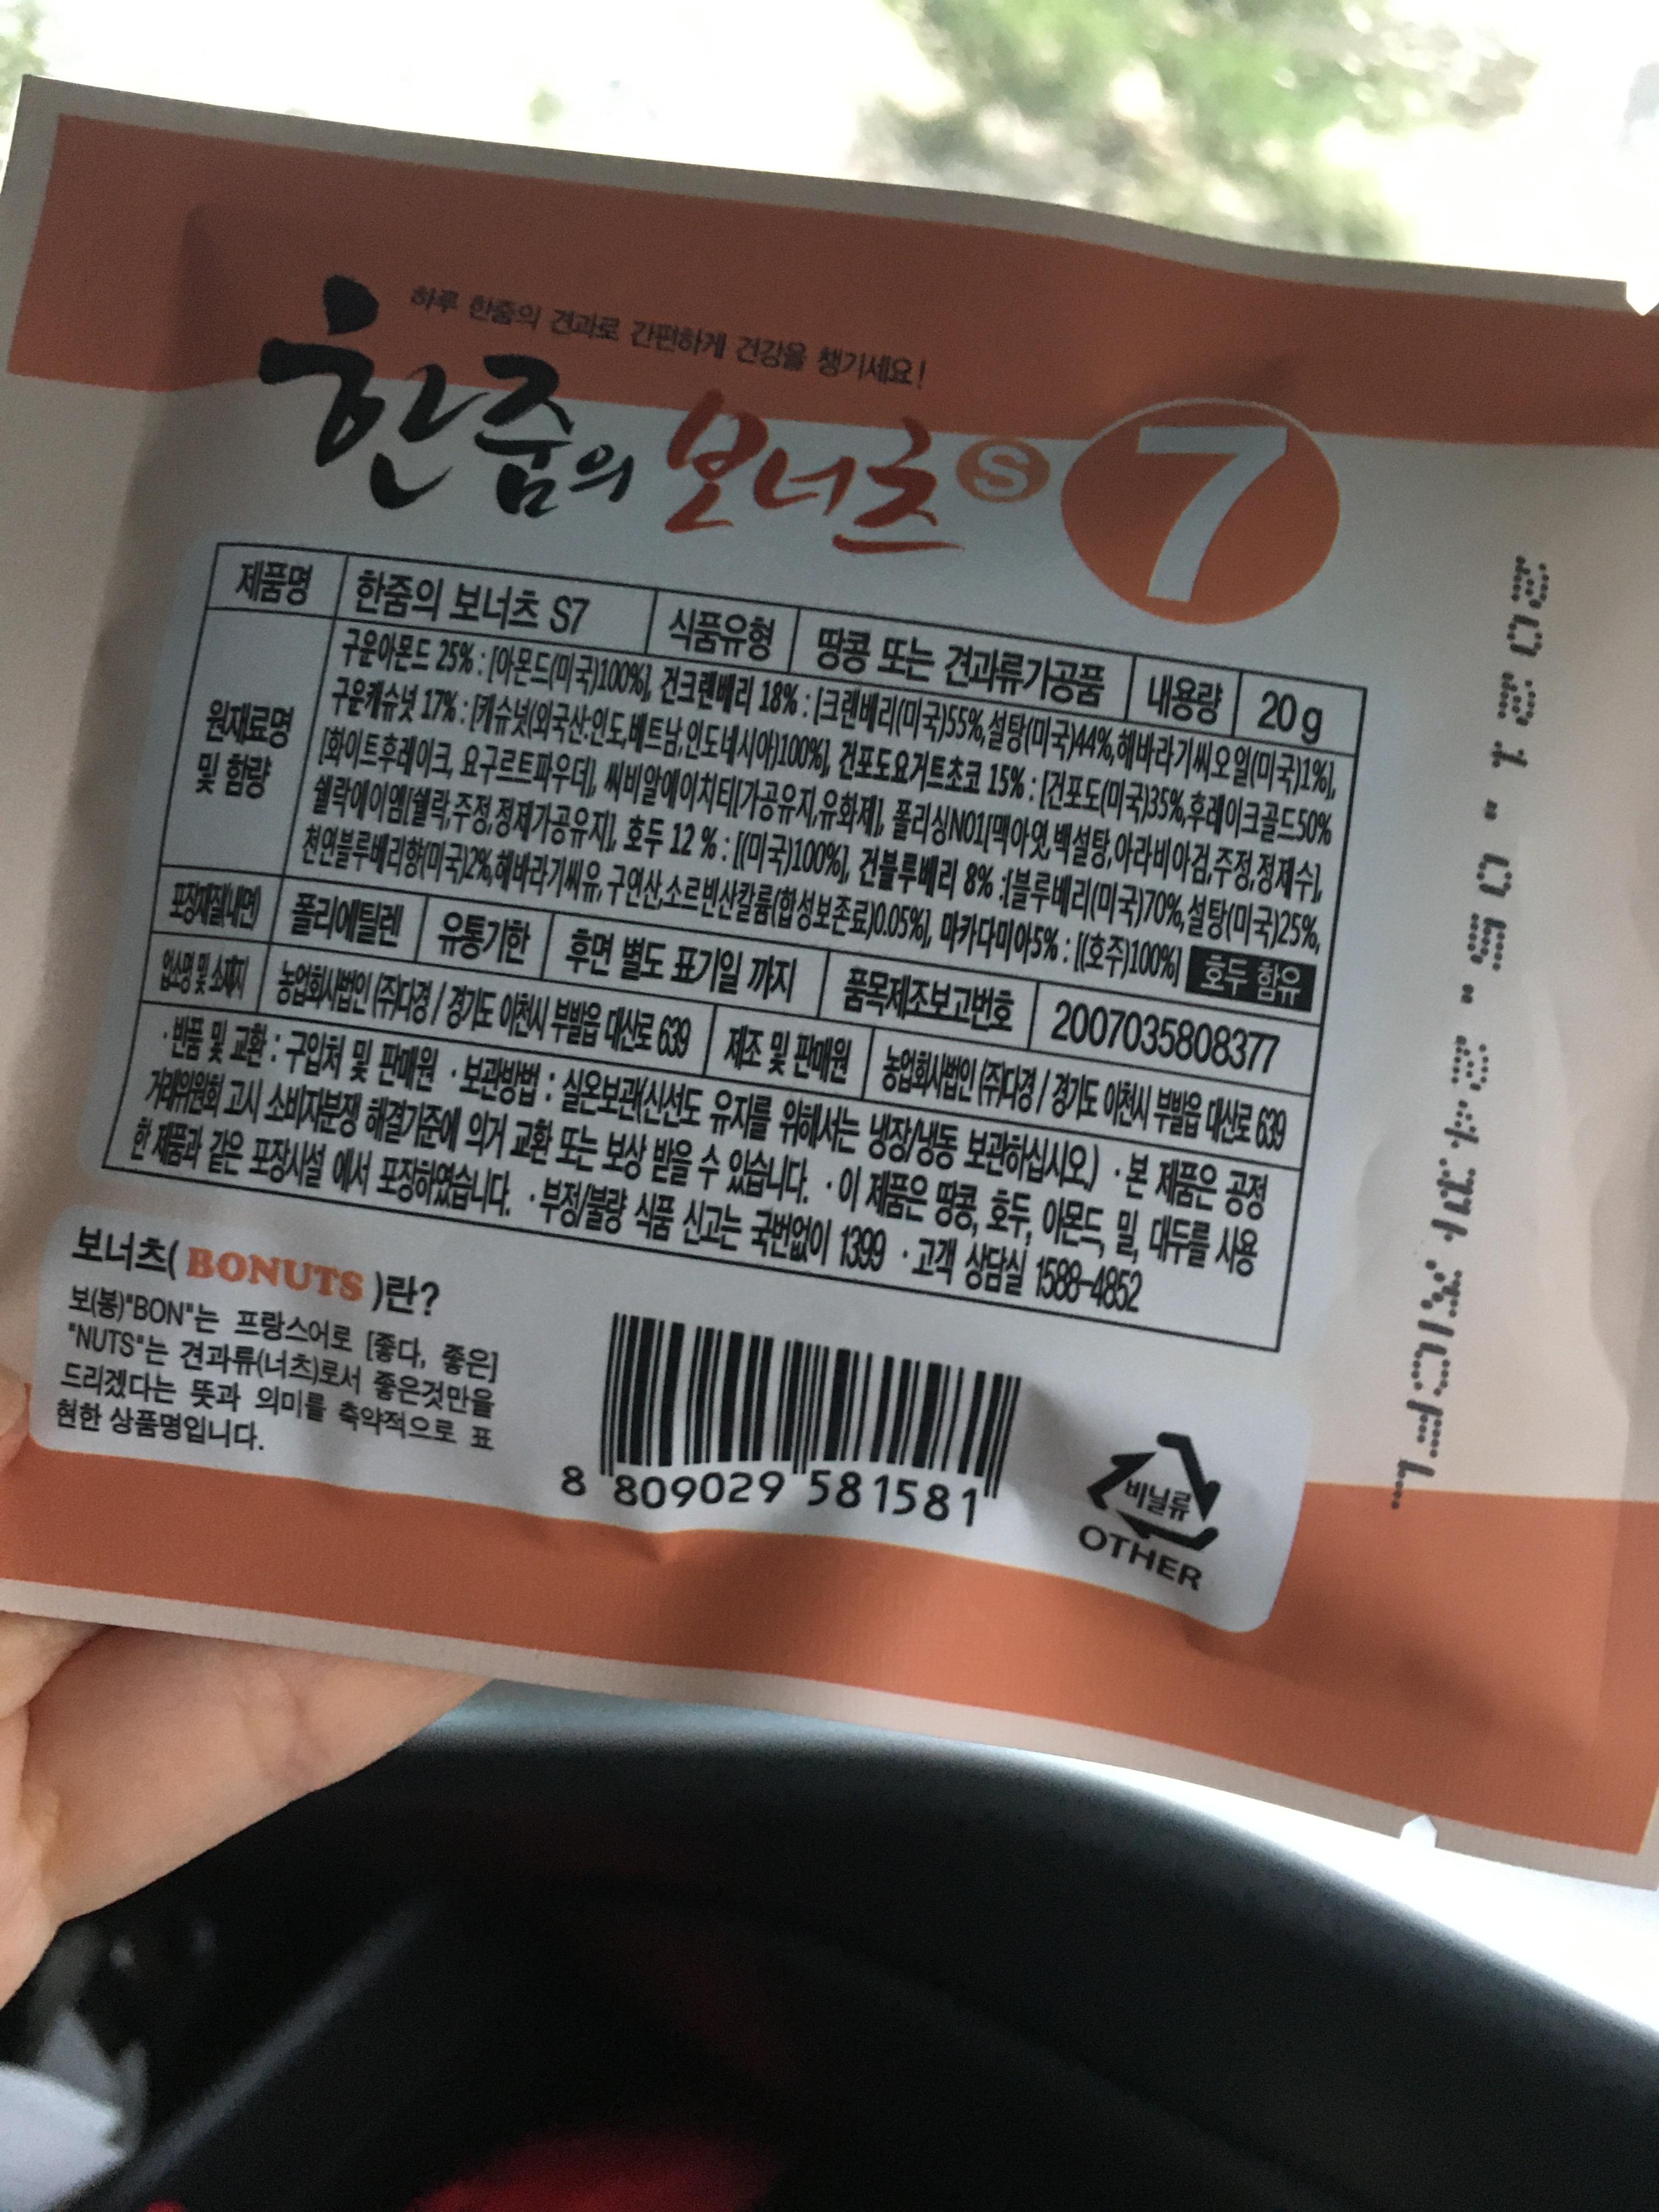 하루 한줌의 견과로 간편하게 건강을 챙기세요!
한줌의 보너츠 S 7
제품명 한줌의 보너츠 S7 식품유형 땅콩 또는 견과류가공품 내용량 20g
원재료명 및 함량
구운아몬드 25% : [아몬드(미국)100%], 건크랜베리 18% : [크랜베리(미국)55%,설탕(미국)44%,해바라기씨오일(미국)1%],
구운캐슈넛 17% : [캐슈넛(외국산:인도,베트남,인도네시아)100%], 건포도요거트초코 15% : [건포도(미국)35%,후레이크골드50%
[화이트후레이크, 요구르트파우데], 씨비알에이치티[가공유지,유화제], 폴리싱NO1[맥아엿,백설탕,아라비아검,주정,정제수],
쉘락에이엠[쉘락,주정,정제가공유지], 호두 12 % : [(미국)100%], 건블루베리 8% :[블루베리(미국)70%,설탕(미국)25%,
천연블루베리향(미국)2%,해바라기씨유, 구연산,소르빈산칼륨(합성보존료)0.05%], 마카다미아5% : [(호주)100%] 호두 함유
포장재질(내면) 폴리에틸렌 유통기한 후면 별도 표기일 까지 품목제조보고번호 2007035808377
업소명 및 소재지 농업회사법인 (주)다경 / 경기도 이천시 부발읍 대산로 639 제조 및 판매원 농업회사법인 (주)다경 / 경기도 이천시 부발읍 대산로 639
· 반품 및 교환 : 구입처 및 판매원 · 보관방법 : 실온보관(신선도 유지를 위해서는 냉장/냉동 보관하십시오.) · 본 제품은 공정
거래위원회 고시 소비자분쟁 해결기준에 의거 교환 또는 보상 받을 수 있습니다. · 이 제품은 땅콩, 호두, 아몬드, 밀, 대두를 사용
한 제품과 같은 포장시설 에서 포장하였습니다. · 부정/불량 식품 신고는 국번없이 1399 · 고객 상담실 1588-4852
보너츠( BONUTS )란?
보(봉)"BON"는 프랑스어로 [좋다, 좋은]
"NUTS"는 견과류(너츠)로서 좋은것만을
드리겠다는 뜻과 의미를 축약적으로 표
현한 상품명입니다.
8 809029 581581
비닐류
OTHER